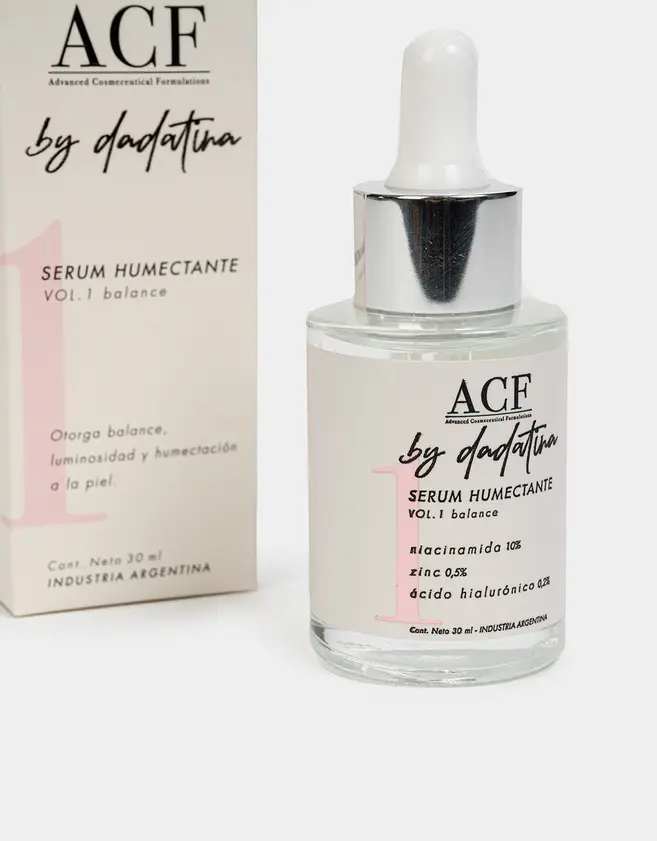 ACF
Advanced Cosmeceutical Formulations
by dadatina
1
SERUM HUMECTANTE
VOL.1 balance
Otorga balance,
luminosidad y humectación
a la piel.
Cont. Neto 30 ml
INDUSTRIA ARGENTINA
ACF
Advanced Cosmeceutical Formulations
by dadatina
1
SERUM HUMECTANTE
VOL.1 balance
niacinamida 10%
zinc 0,5%
ácido hialurónico 0,2%
Cont. Neto 30 ml - INDUSTRIA ARGENTINA